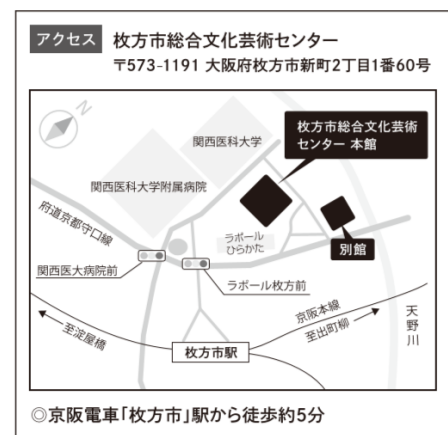 アクセス
枚方市総合文化芸術センター
〒573-1191 大阪府枚方市新町2丁目1番60号
N
関西医科大学
枚方市総合文化芸術
センター 本館
関西医科大学附属病院
府道京都守口線
ラポール
ひらかた
別館
関西医大病院前
ラポール枚方前
京阪本線
天野川
至淀屋橋
至出町柳
枚方市駅
◎京阪電車「枚方市」駅から徒歩約5分